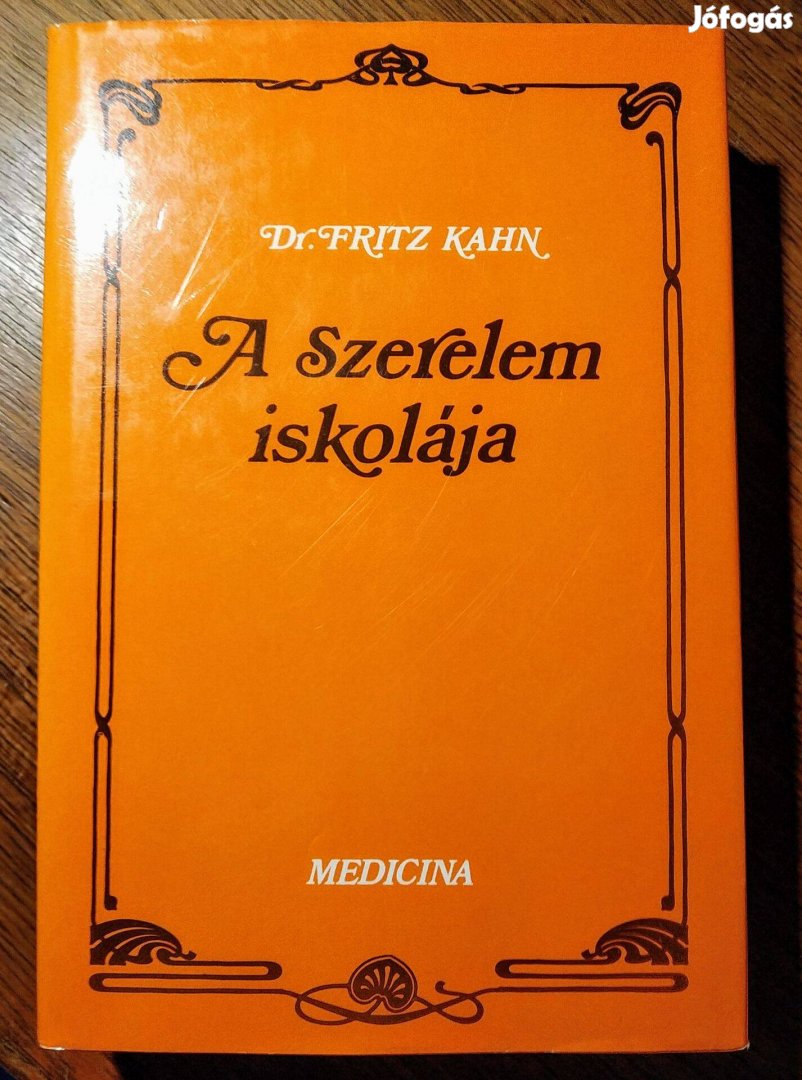 Jófogás
Dr. FRITZ KAHN
A szerelem
iskolája
MEDICINA